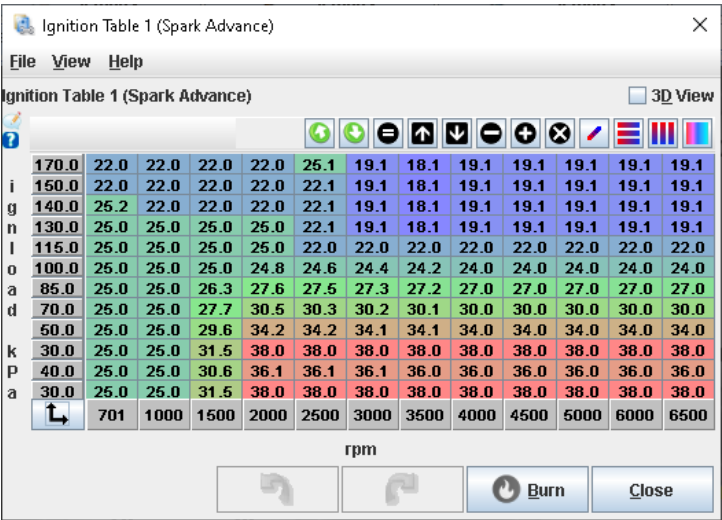 Ignition Table 1 (Spark Advance)
File View Help
Ignition Table 1 (Spark Advance) 3D View
170.0 22.0 22.0 22.0 22.0 25.1 19.1 18.1 19.1 19.1 19.1 19.1 19.1
i 150.0 22.0 22.0 22.0 22.0 22.1 19.1 18.1 19.1 19.1 19.1 19.1 19.1
g 140.0 25.2 22.0 22.0 22.0 22.1 19.1 19.1 19.1 19.1 19.1 19.1 19.1
n 130.0 25.0 25.0 25.0 25.0 22.1 19.1 18.1 19.1 19.1 19.1 19.1 19.1
l 115.0 25.0 25.0 25.0 25.0 22.0 22.0 22.0 22.0 22.0 22.0 22.0 22.0
o 100.0 25.0 25.0 25.0 24.8 24.6 24.4 24.2 24.0 24.0 24.0 24.0 24.0
a 85.0 25.0 25.0 26.3 27.6 27.5 27.3 27.2 27.0 27.0 27.0 27.0 27.0
d 70.0 25.0 25.0 27.7 30.5 30.3 30.2 30.1 30.0 30.0 30.0 30.0 30.0
50.0 25.0 25.0 29.6 34.2 34.2 34.1 34.1 34.0 34.0 34.0 34.0 34.0
k 30.0 25.0 25.0 31.5 38.0 38.0 38.0 38.0 38.0 38.0 38.0 38.0 38.0
P 40.0 25.0 25.0 30.6 36.1 36.1 36.0 36.0 36.0 36.0 36.0 36.0 36.0
a 30.0 25.0 25.0 31.5 38.0 38.0 38.0 38.0 38.0 38.0 38.0 38.0 38.0
701 1000 1500 2000 2500 3000 3500 4000 4500 5000 6000 6500
rpm
Burn Close